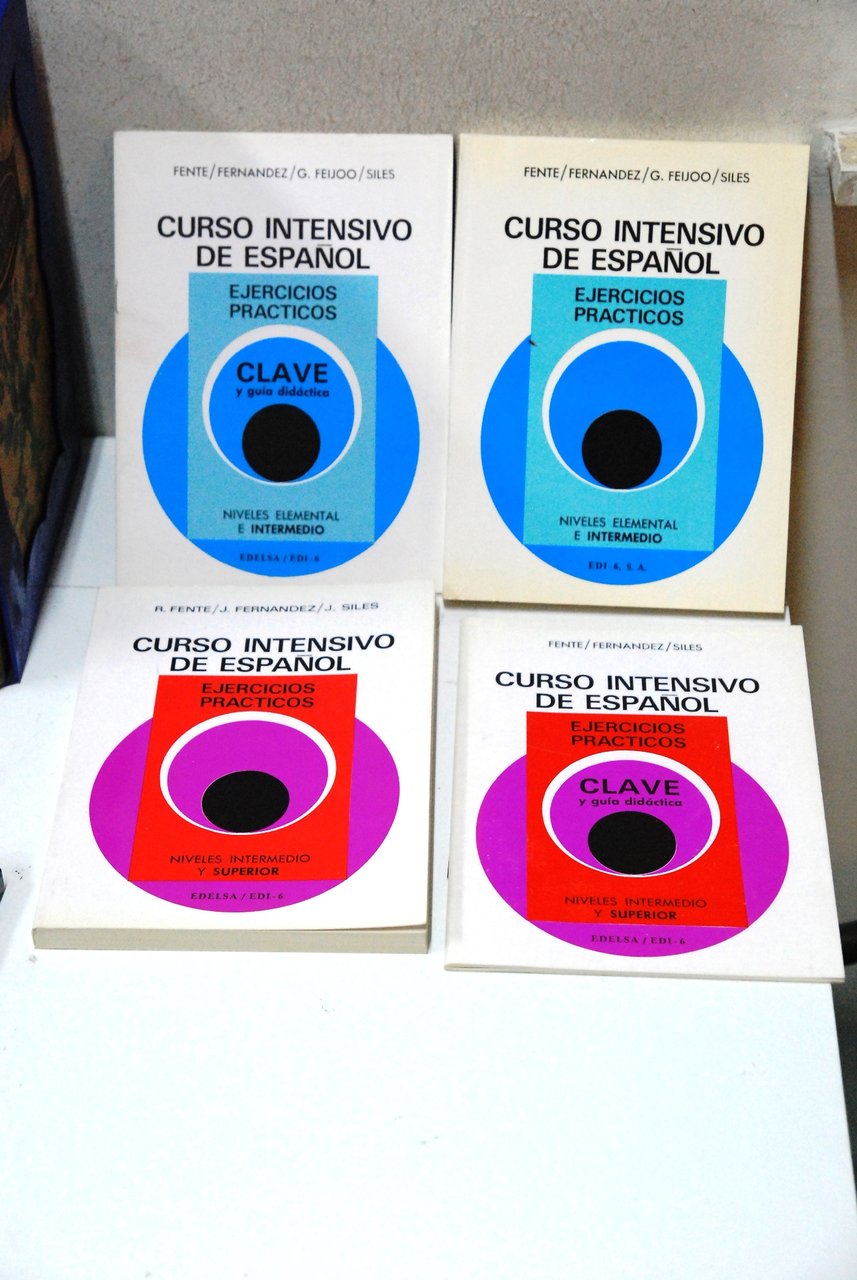 FENTE/FERNANDEZ/G. FEIJOO/SILES
CURSO INTENSIVO
DE ESPAÑOL
EJERCICIOS
PRACTICOS
CLAVE
y guía didáctica
NIVELES ELEMENTAL
E INTERMEDIO
EDELSA / EDI-6
FENTE/FERNANDEZ/G. FEIJOO/SILES
CURSO INTENSIVO
DE ESPAÑOL
EJERCICIOS
PRACTICOS
NIVELES ELEMENTAL
E INTERMEDIO
EDI-6, S. A.
R. FENTE/J. FERNANDEZ/J. SILES
CURSO INTENSIVO
DE ESPAÑOL
EJERCICIOS
PRACTICOS
NIVELES INTERMEDIO
Y SUPERIOR
EDELSA / EDI-6
FENTE/FERNANDEZ/SILES
CURSO INTENSIVO
DE ESPAÑOL
EJERCICIOS
PRACTICOS
CLAVE
y guía didáctica
NIVELES INTERMEDIO
Y SUPERIOR
EDELSA / EDI-6